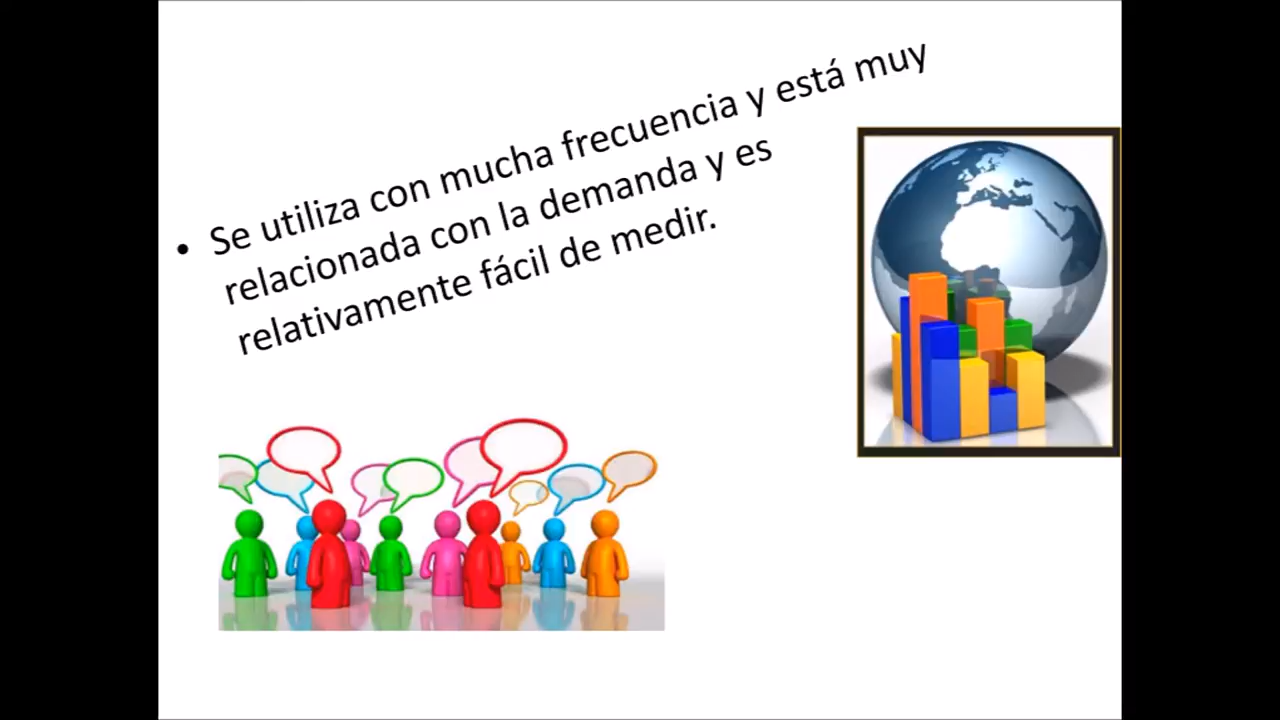 • Se utiliza con mucha frecuencia y está muy
relacionada con la demanda y es
relativamente fácil de medir.